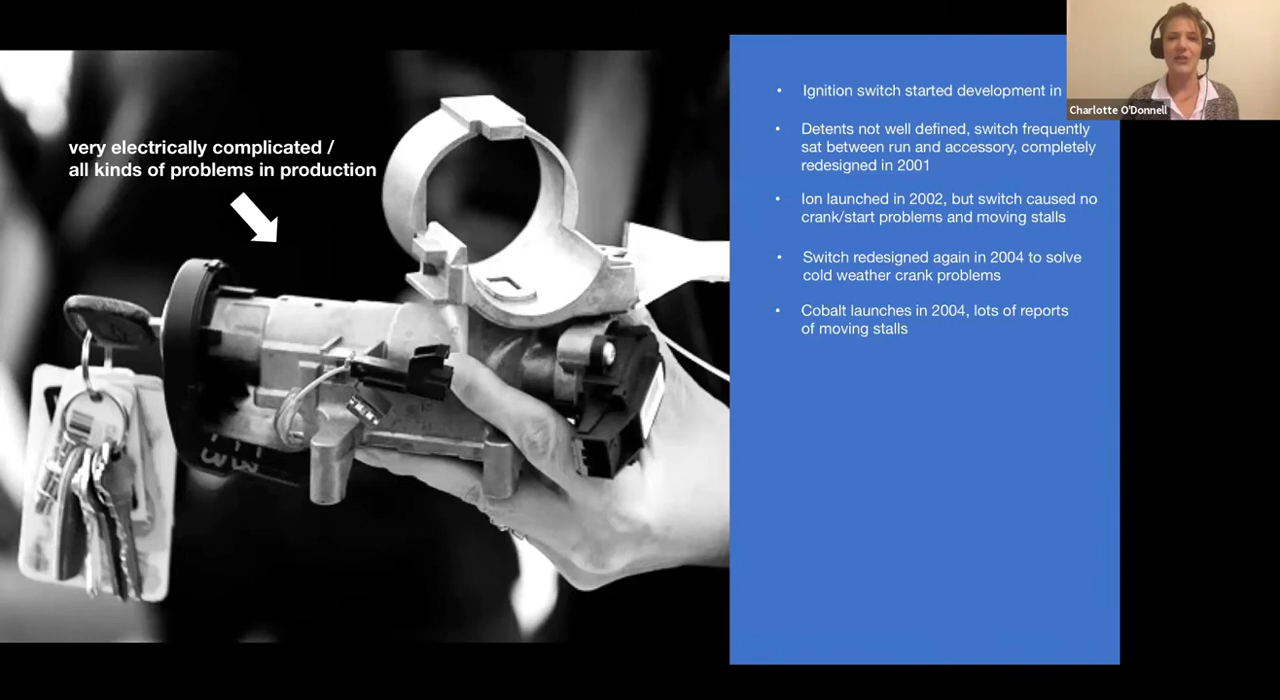 very electrically complicated /
all kinds of problems in production
• Ignition switch started development in
• Detents not well defined, switch frequently
sat between run and accessory, completely
redesigned in 2001
• Ion launched in 2002, but switch caused no
crank/start problems and moving stalls
• Switch redesigned again in 2004 to solve
cold weather crank problems
• Cobalt launches in 2004, lots of reports
of moving stalls
Charlotte O'Donnell